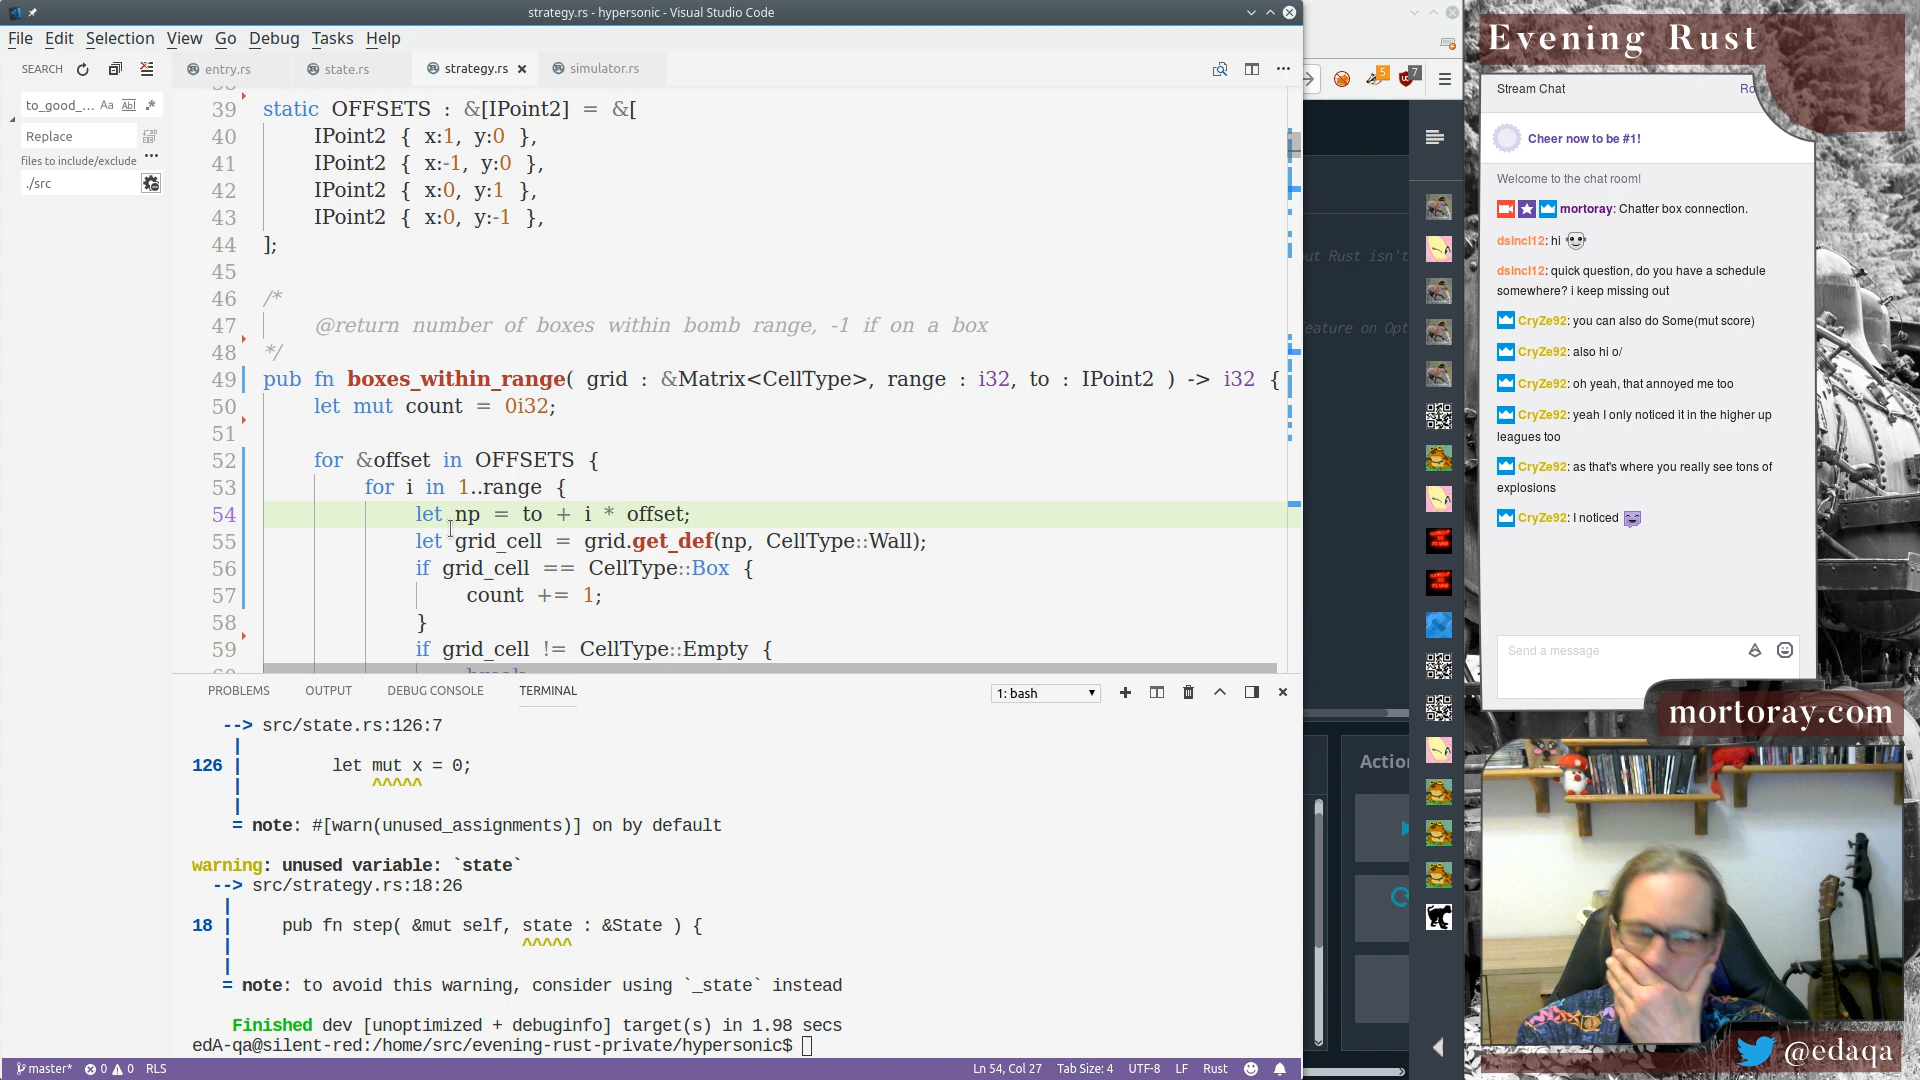 strategy.rs - hypersonic - Visual Studio Code
File Edit Selection View Go Debug Tasks Help
SEARCH
entry.rs
state.rs
strategy.rs
simulator.rs
to_good_...
Replace
files to include/exclude
./src
39 static OFFSETS : &[IPoint2] = &[
40 IPoint2 { x:1, y:0 },
41 IPoint2 { x:-1, y:0 },
42 IPoint2 { x:0, y:1 },
43 IPoint2 { x:0, y:-1 },
44 ];
45
46 /*
47 @return number of boxes within bomb range, -1 if on a box
48 */
49 pub fn boxes_within_range( grid : &Matrix<CellType>, range : i32, to : IPoint2 ) -> i32 {
50 let mut count = 0i32;
51
52 for &offset in OFFSETS {
53 for i in 1..range {
54 let np = to + i * offset;
55 let grid_cell = grid.get_def(np, CellType::Wall);
56 if grid_cell == CellType::Box {
57 count += 1;
58 }
59 if grid_cell != CellType::Empty {
PROBLEMS OUTPUT DEBUG CONSOLE TERMINAL
1: bash
--> src/state.rs:126:7
|
126 | let mut x = 0;
| ^^^^^
|
= note: #[warn(unused_assignments)] on by default
warning: unused variable: `state`
--> src/strategy.rs:18:26
|
18 | pub fn step( &mut self, state : &State ) {
| ^^^^^
|
= note: to avoid this warning, consider using `_state` instead
Finished dev [unoptimized + debuginfo] target(s) in 1.98 secs
edA-qa@silent-red:/home/src/evening-rust-private/hypersonic$
master* 0 0 RLS
Ln 54, Col 27 Tab Size: 4 UTF-8 LF Rust
5
7
ut Rust isn't
eature on Opt
Action
Evening Rust
Stream Chat
Ro
Cheer now to be #1!
Welcome to the chat room!
mortoray: Chatter box connection.
dsincl12: hi
dsincl12: quick question, do you have a schedule
somewhere? i keep missing out
CryZe92: you can also do Some(mut score)
CryZe92: also hi o/
CryZe92: oh yeah, that annoyed me too
CryZe92: yeah I only noticed it in the higher up
leagues too
CryZe92: as that's where you really see tons of
explosions
CryZe92: I noticed
Send a message
mortoray.com
@edaqa